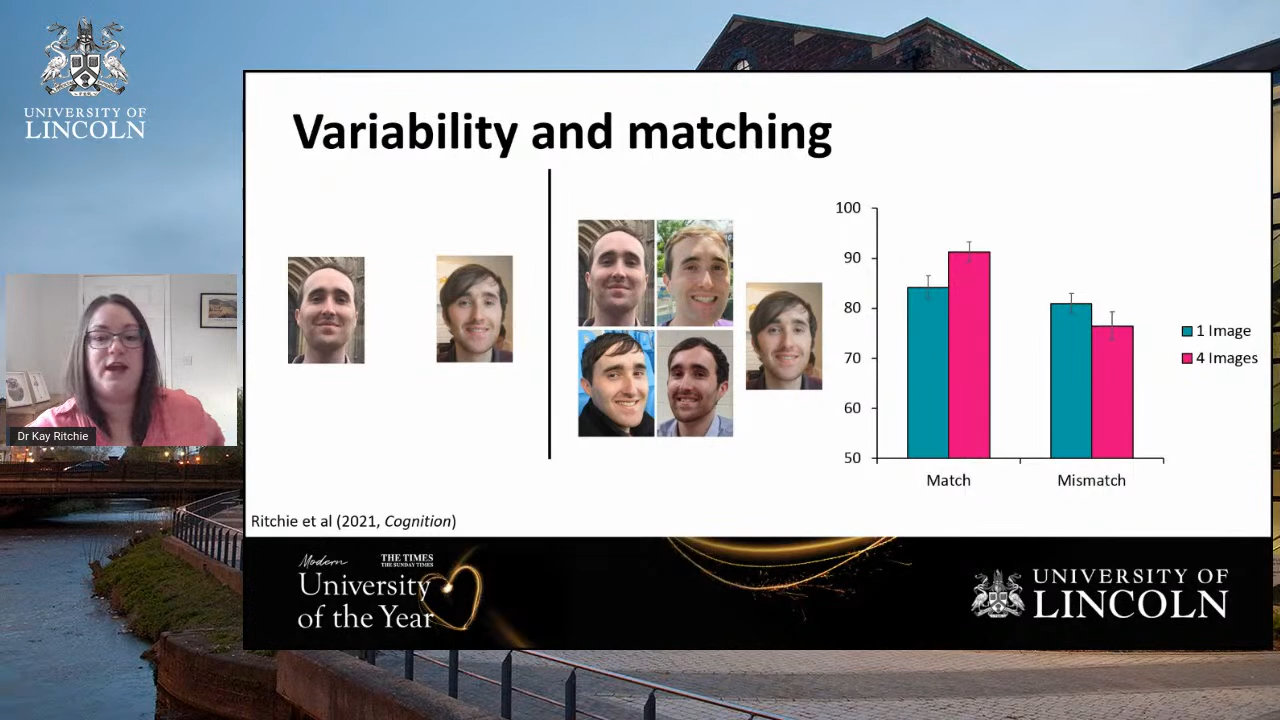 UNIVERSITY OF
LINCOLN
Variability and matching
100
90
80
70
60
50
Match
Mismatch
1 Image
4 Images
Dr Kay Ritchie
Ritchie et al (2021, Cognition)
Modern
THE TIMES
THE SUNDAY TIMES
University
of the Year
UNIVERSITY OF
LINCOLN